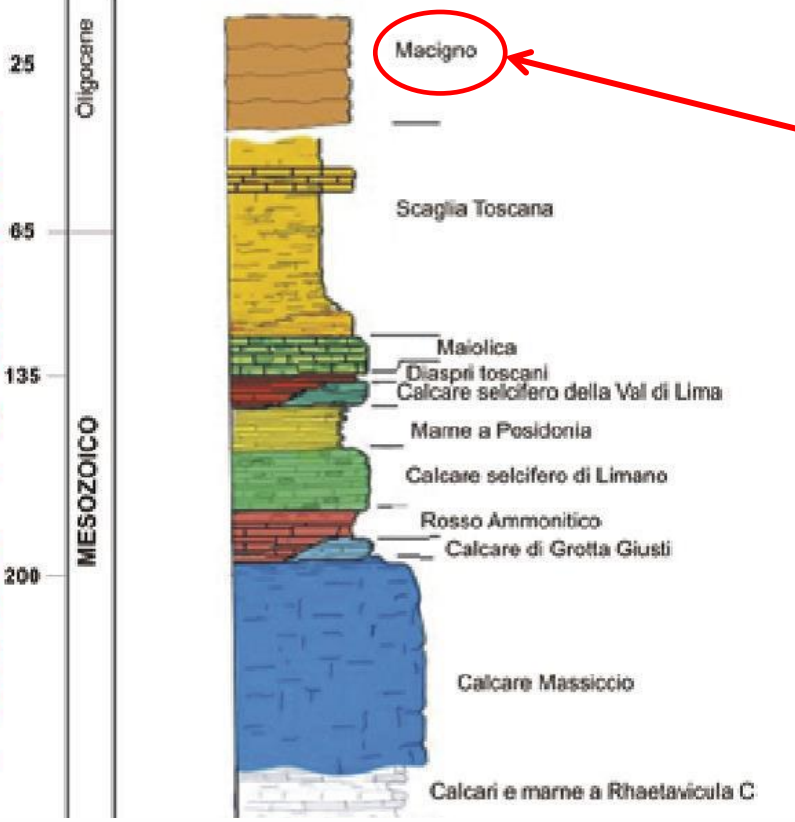 Oligocene
25
Macigno
Scaglia Toscana
65
Maiolica
135
Diaspri toscani
Calcare selcifero della Val di Lima
Marne a Posidonia
MESOZOICO
Calcare selcifero di Limano
Rosso Ammonitico
Calcare di Grotta Giusti
200
Calcare Massiccio
Calcari e marne a Rhaetavicula C